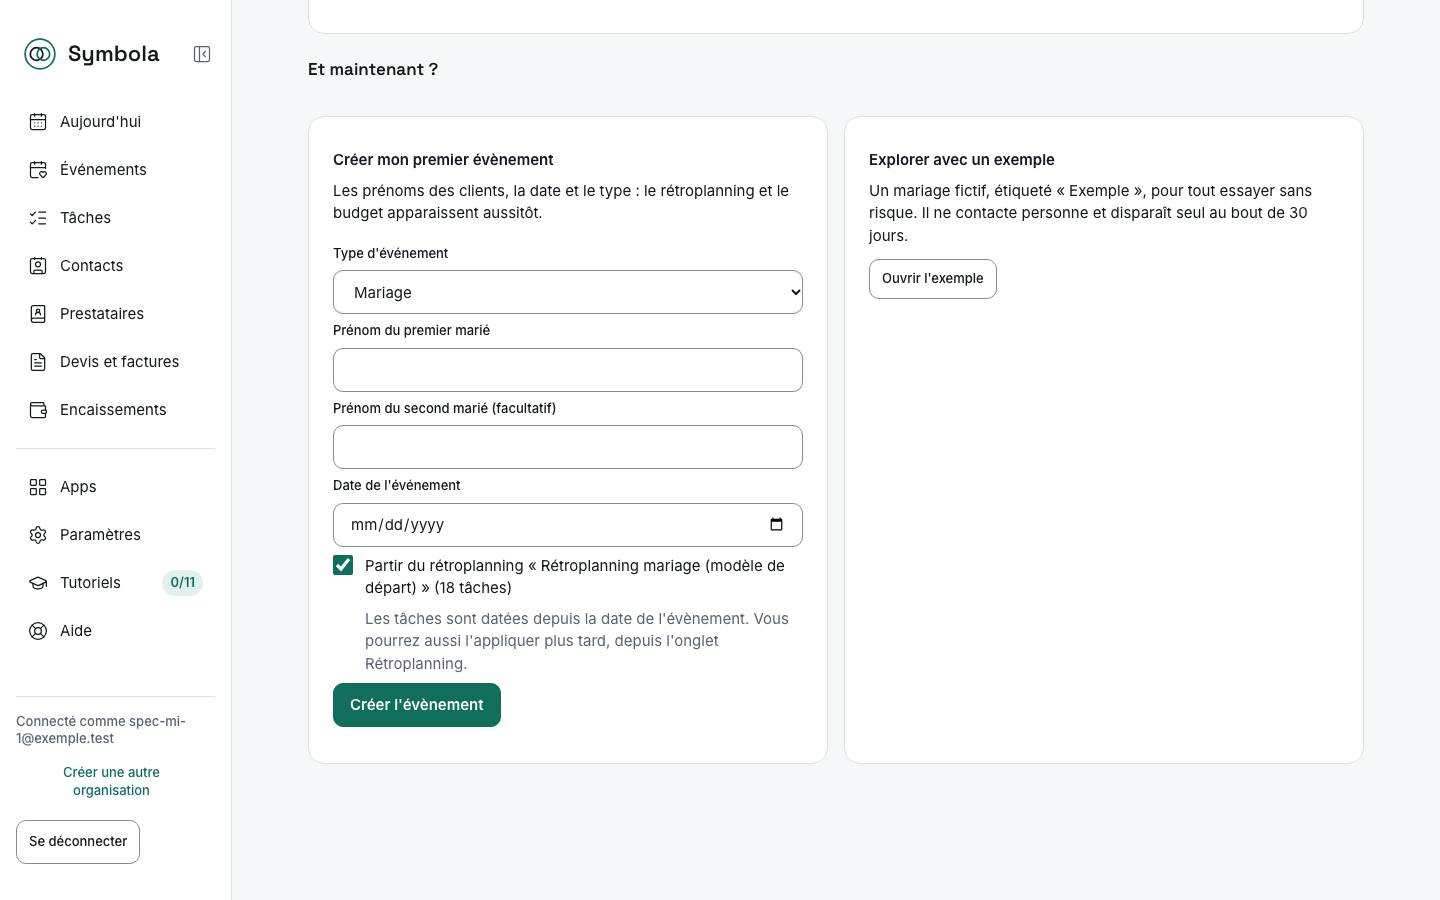 Symbola
Aujourd'hui
Événements
Tâches
Contacts
Prestataires
Devis et factures
Encaissements
Apps
Paramètres
Tutoriels 0/11
Aide
Connecté comme spec-mi-
1@exemple.test
Créer une autre
organisation
Se déconnecter
Et maintenant ?
Créer mon premier évènement
Les prénoms des clients, la date et le type : le rétroplanning et le
budget apparaissent aussitôt.
Type d'événement
Mariage
Prénom du premier marié
Prénom du second marié (facultatif)
Date de l'événement
mm/dd/yyyy
Partir du rétroplanning « Rétroplanning mariage (modèle de
départ) » (18 tâches)
Les tâches sont datées depuis la date de l'évènement. Vous
pourrez aussi l'appliquer plus tard, depuis l'onglet
Rétroplanning.
Créer l'évènement
Explorer avec un exemple
Un mariage fictif, étiqueté « Exemple », pour tout essayer sans
risque. Il ne contacte personne et disparaît seul au bout de 30
jours.
Ouvrir l'exemple